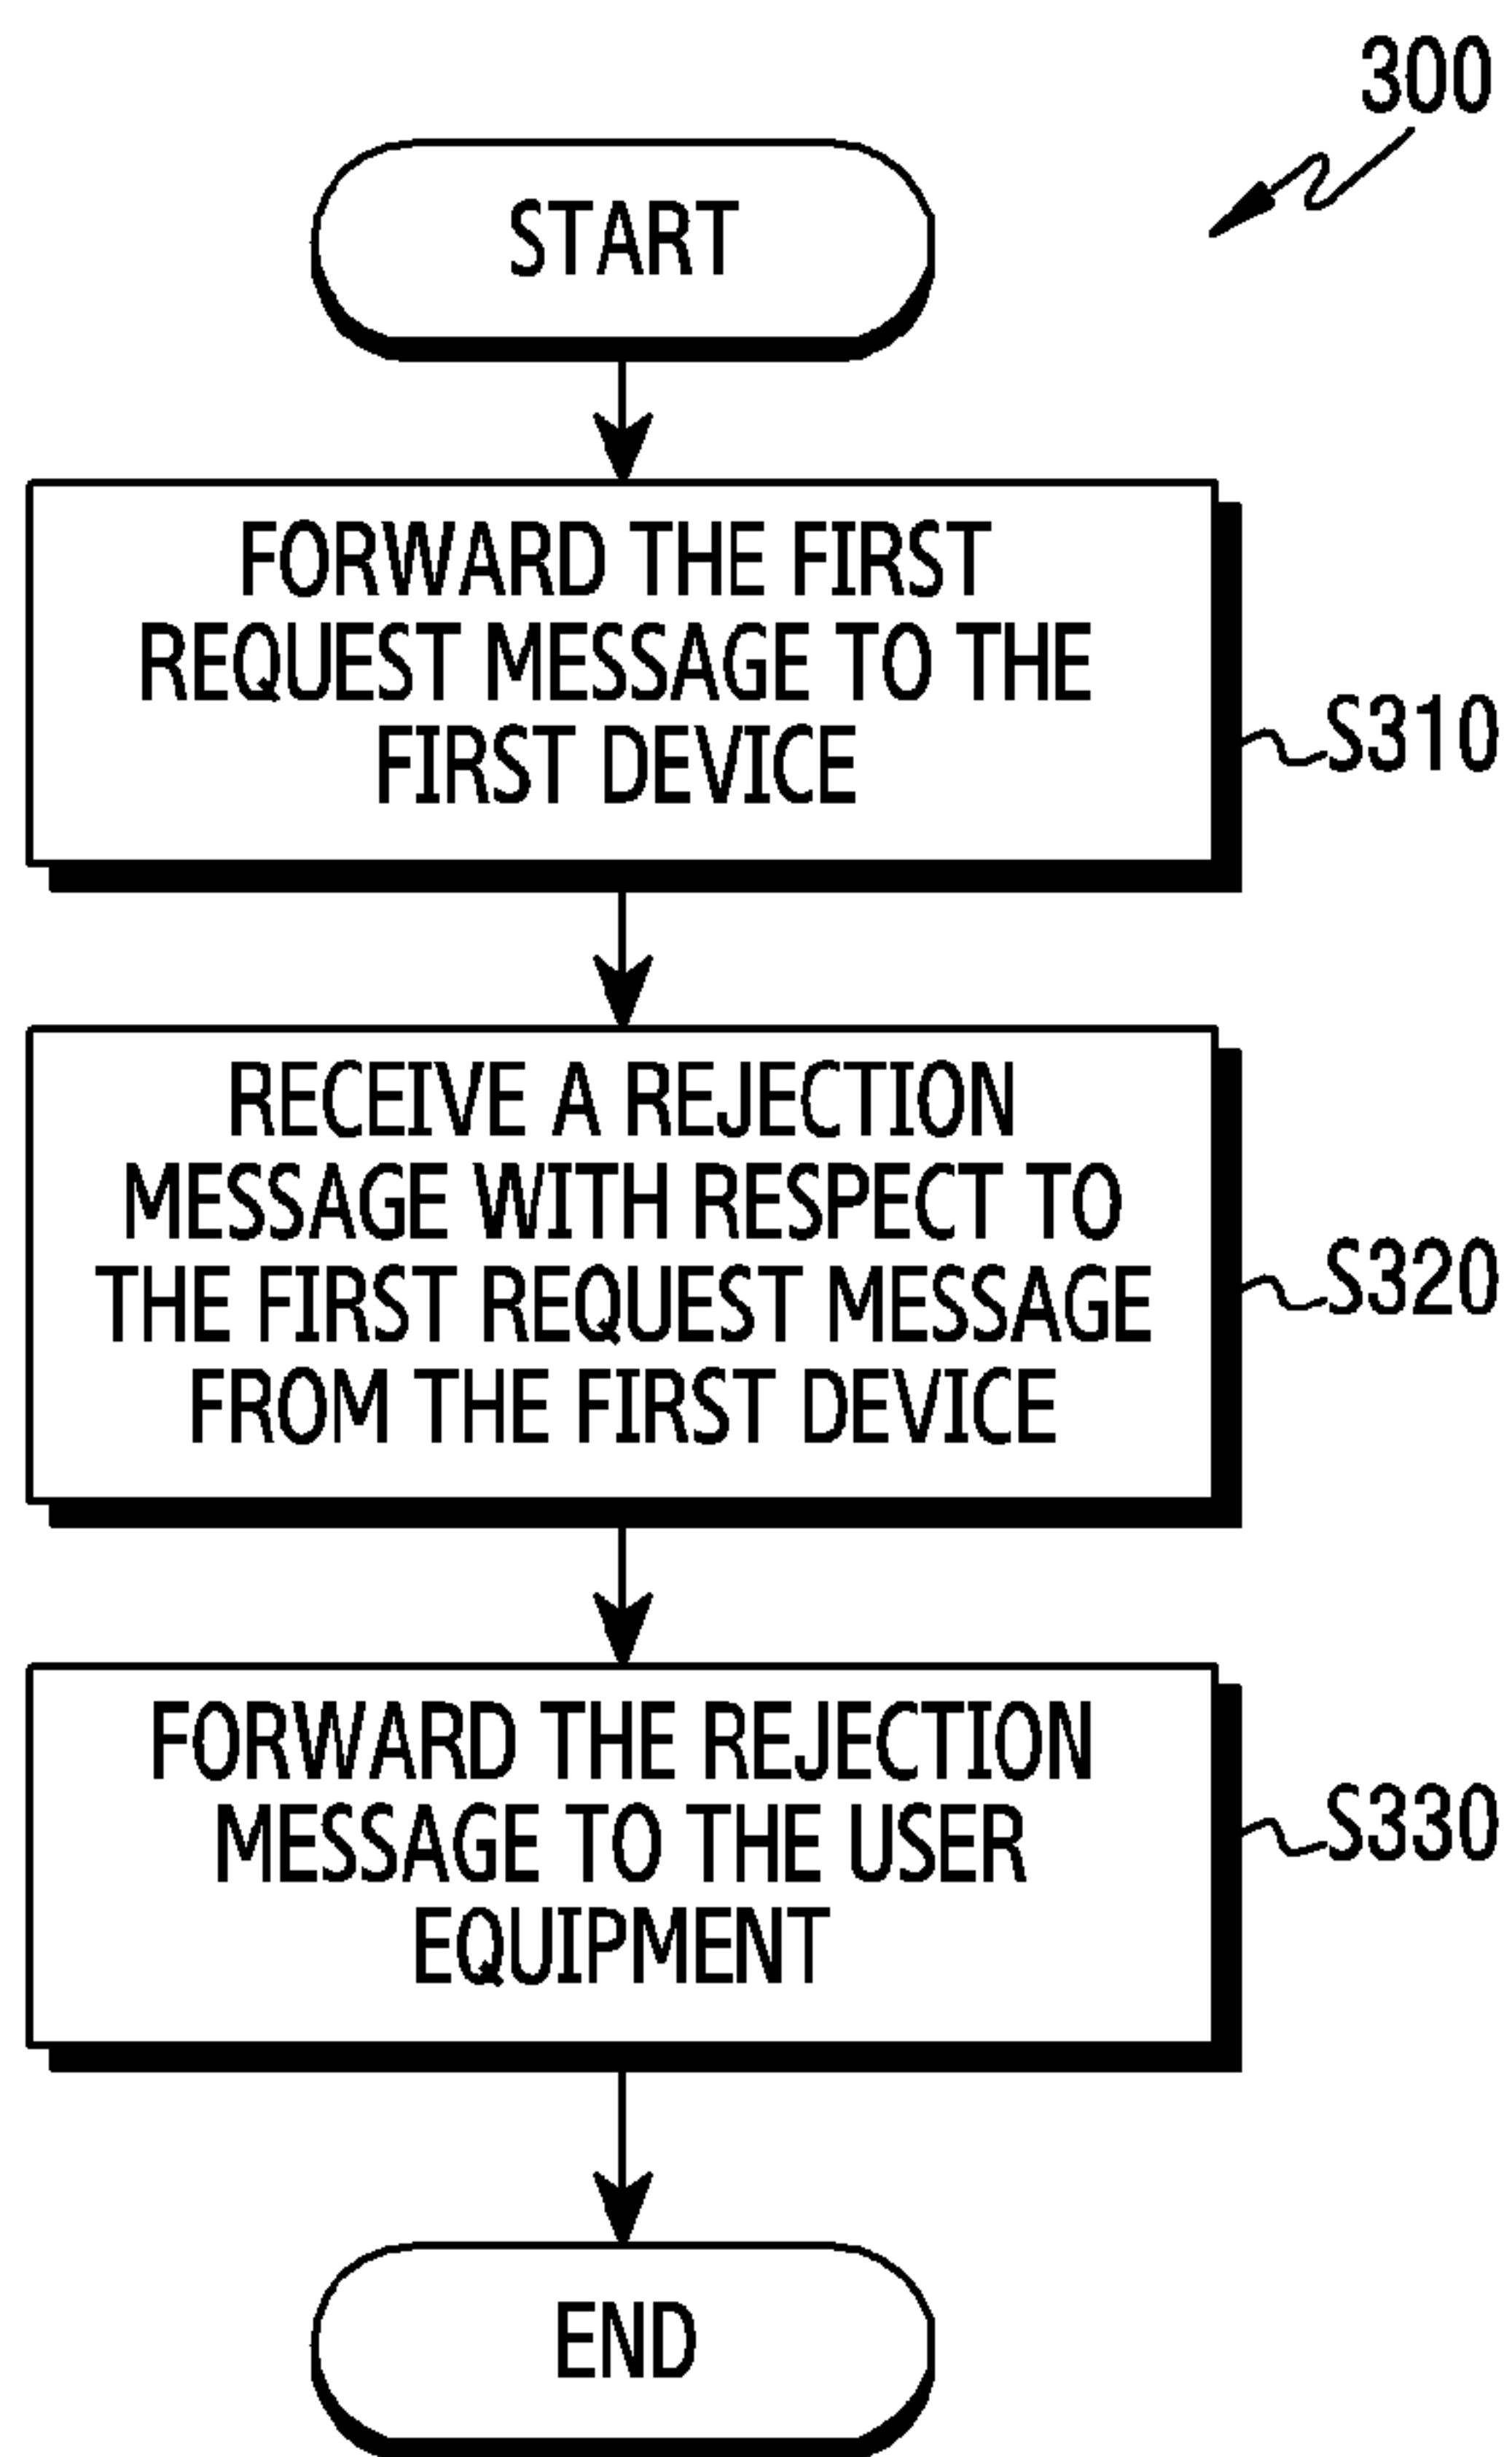 300
START
FORWARD THE FIRST
REQUEST MESSAGE TO THE
FIRST DEVICE
S310
RECEIVE A REJECTION
MESSAGE WITH RESPECT TO
THE FIRST REQUEST MESSAGE
FROM THE FIRST DEVICE
S320
FORWARD THE REJECTION
MESSAGE TO THE USER
EQUIPMENT
S330
END